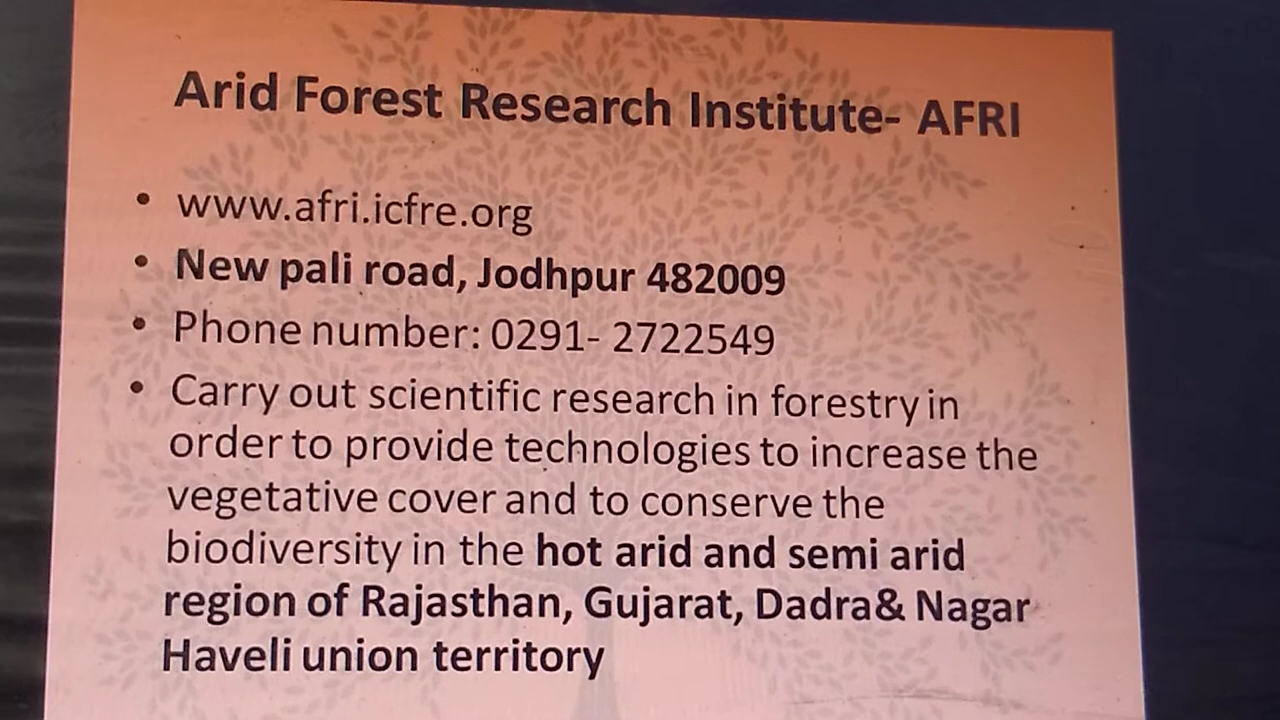 Arid Forest Research Institute- AFRI
• www.afri.icfre.org
• New pali road, Jodhpur 482009
• Phone number: 0291- 2722549
• Carry out scientific research in forestry in
order to provide technologies to increase the
vegetative cover and to conserve the
biodiversity in the hot arid and semi arid
region of Rajasthan, Gujarat, Dadra& Nagar
Haveli union territory